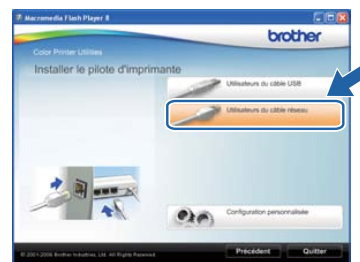 Macromedia Flash Player 8
brother
Color Printer Utilities
Installer le pilote d'imprimante
Utilisateurs du câble USB
Utilisateurs du câble réseau
Configuration personnalisée
© 2001-2006 Brother Industries, Ltd. All Rights Reserved.
Précédent
Quitter